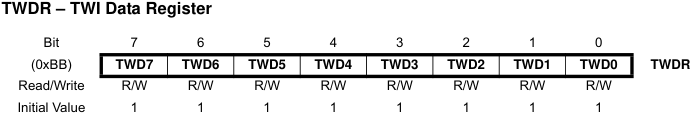 TWDR – TWI Data Register
Bit 7 6 5 4 3 2 1 0
(0xBB) TWD7 TWD6 TWD5 TWD4 TWD3 TWD2 TWD1 TWD0 TWDR
Read/Write R/W R/W R/W R/W R/W R/W R/W R/W
Initial Value 1 1 1 1 1 1 1 1